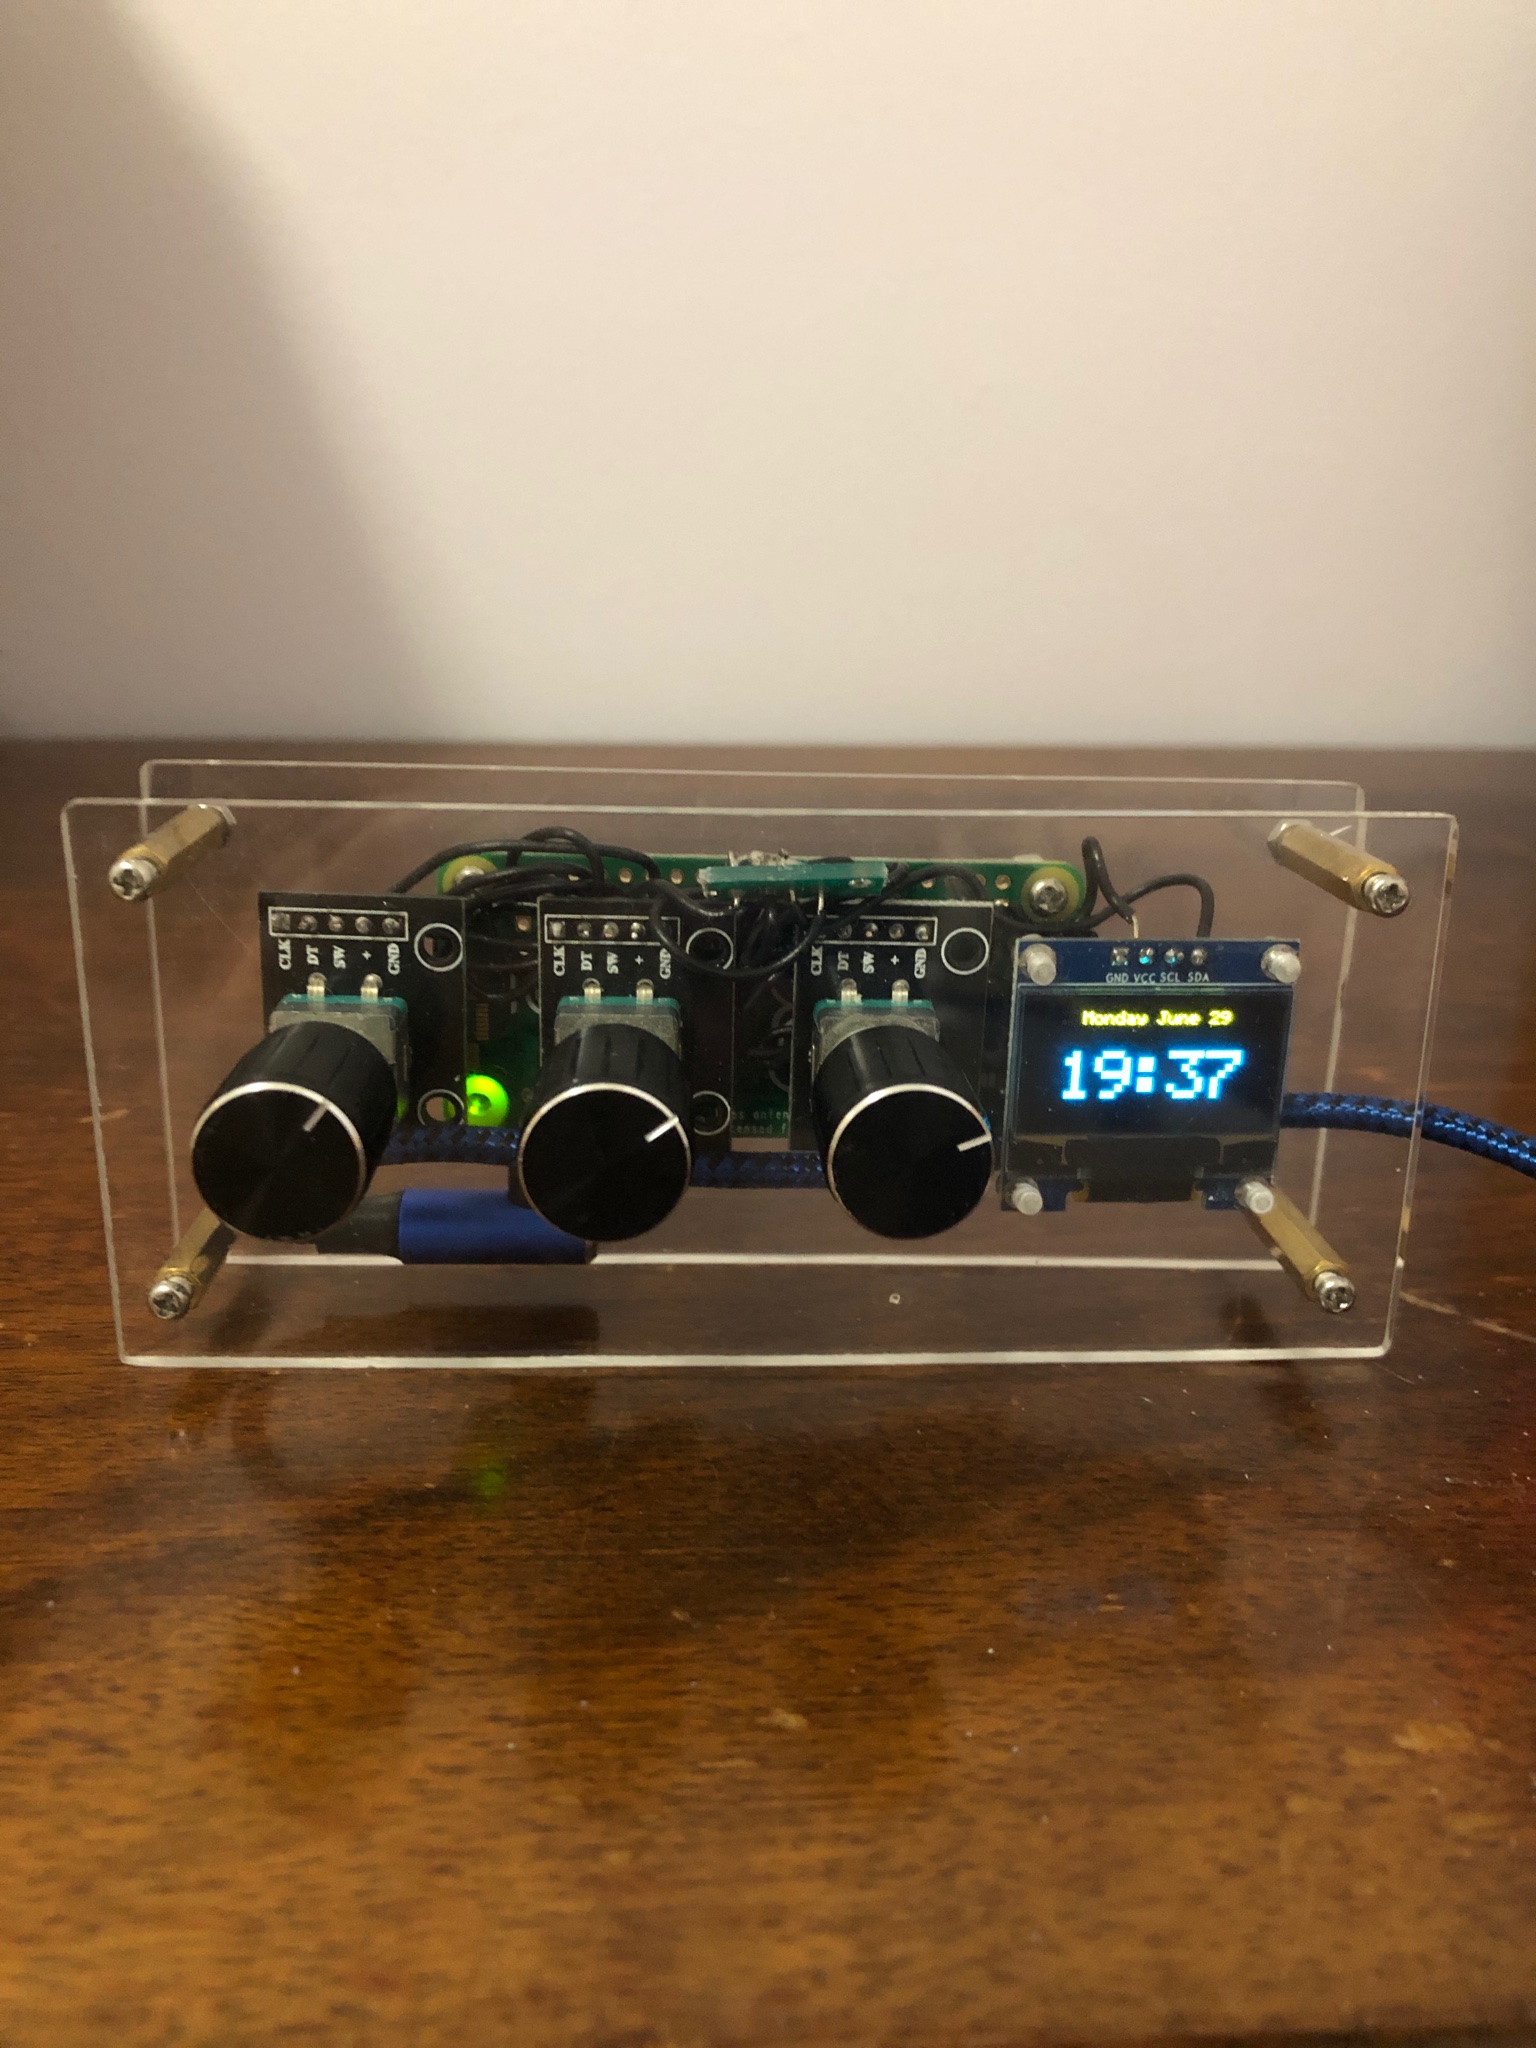 CLK DT SW + GND
CLK DT SW + GND
CLK DT SW + GND
GND VCC SCL SDA
Monday June 29
19:37